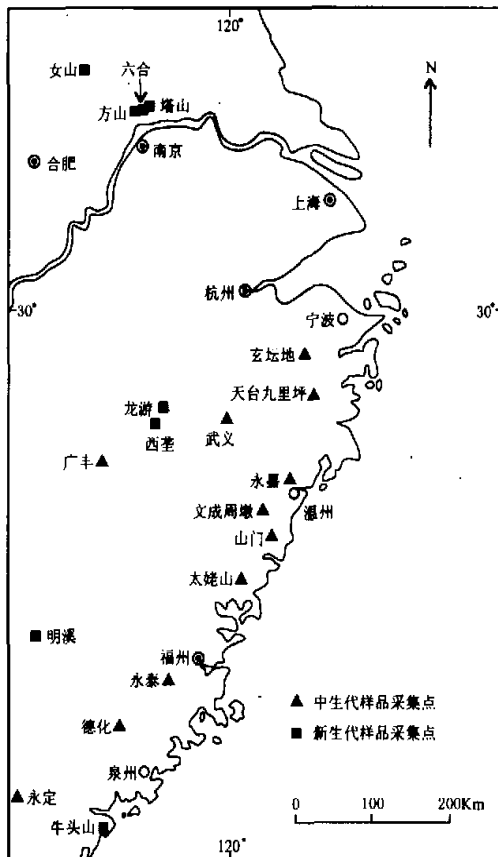 120°
女山
六合
N
方山
塔山
合肥
南京
上海
杭州
30°
30°
宁波
玄坛地
天台九里坪
龙游
西垄
武义
广丰
永嘉
温州
文成周墩
山门
太姥山
明溪
福州
永泰
中生代样品采集点
德化
新生代样品采集点
泉州
永定
牛头山
0 100 200Km
120°